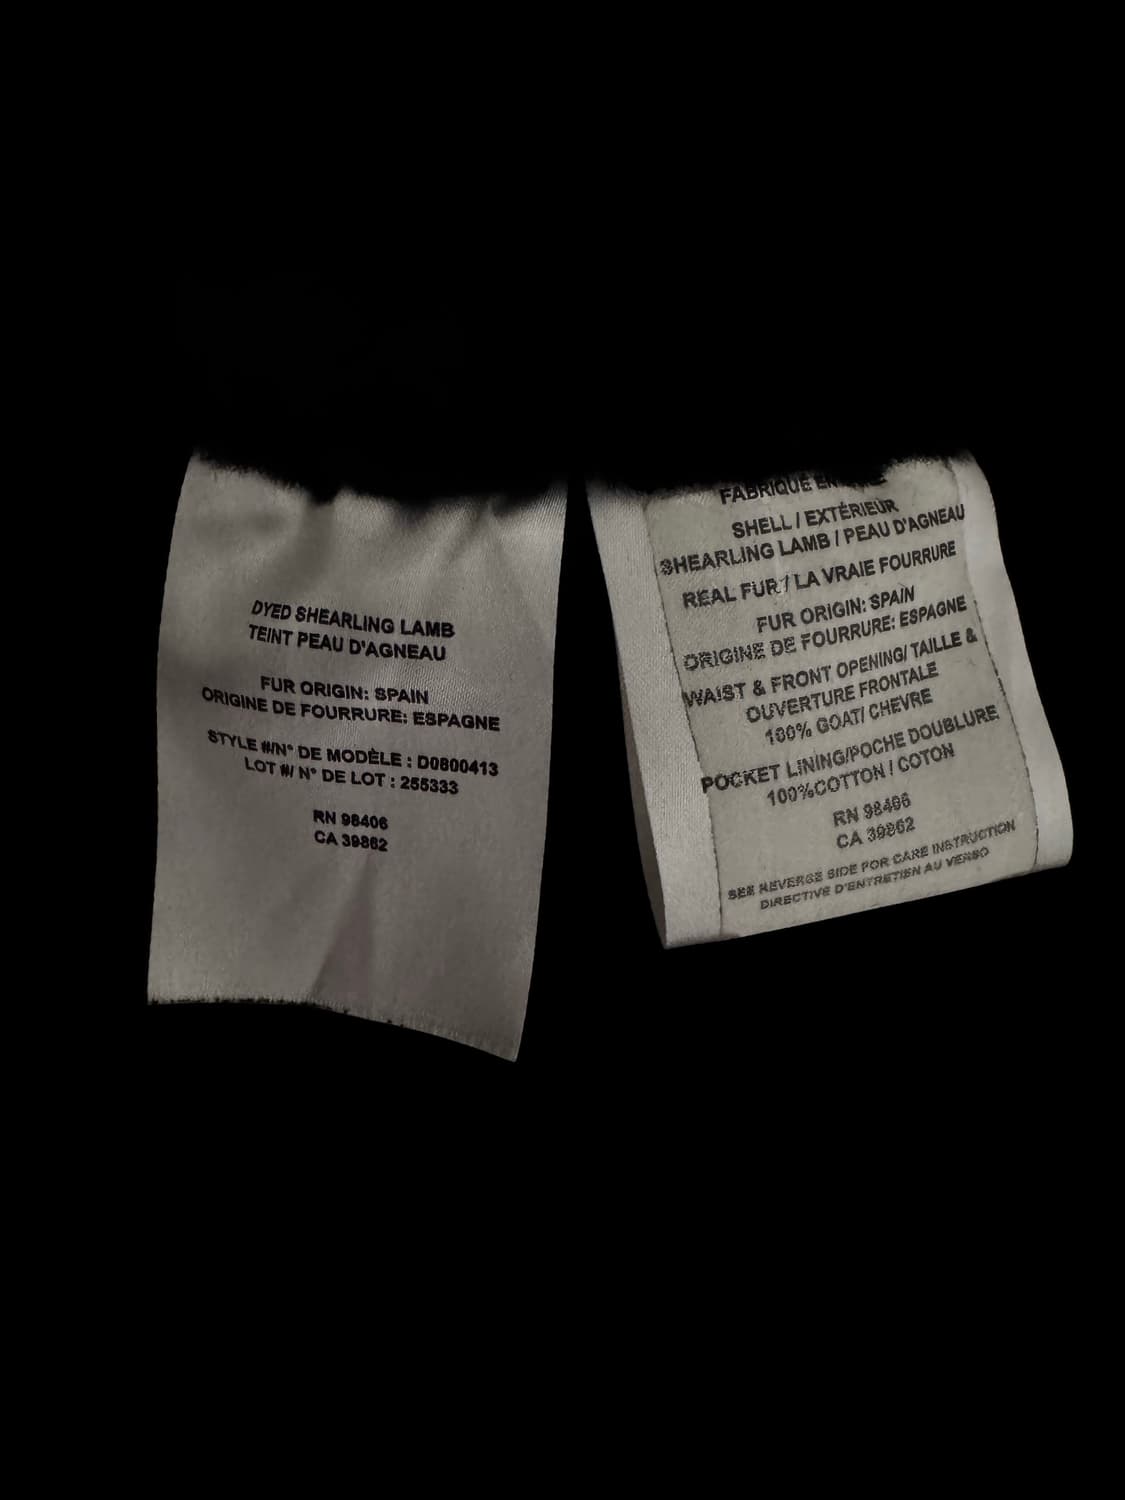 DYED SHEARLING LAMB
TEINT PEAU D'AGNEAU
FUR ORIGIN: SPAIN
ORIGINE DE FOURRURE: ESPAGNE
STYLE #/N° DE MODÈLE : D0800413
LOT #/ N° DE LOT : 255333
RN 98406
CA 39862
FABRIQUÉ EN
SHELL / EXTÉRIEUR
SHEARLING LAMB / PEAU D'AGNEAU
REAL FUR / LA VRAIE FOURRURE
FUR ORIGIN: SPAIN
ORIGINE DE FOURRURE: ESPAGNE
WAIST & FRONT OPENING/ TAILLE &
OUVERTURE FRONTALE
100% GOAT/ CHEVRE
POCKET LINING/POCHE DOUBLURE
100%COTTON / COTON
RN 98406
CA 39862
SEE REVERSE SIDE FOR CARE INSTRUCTION
DIRECTIVE D'ENTRETIEN AU VERSO